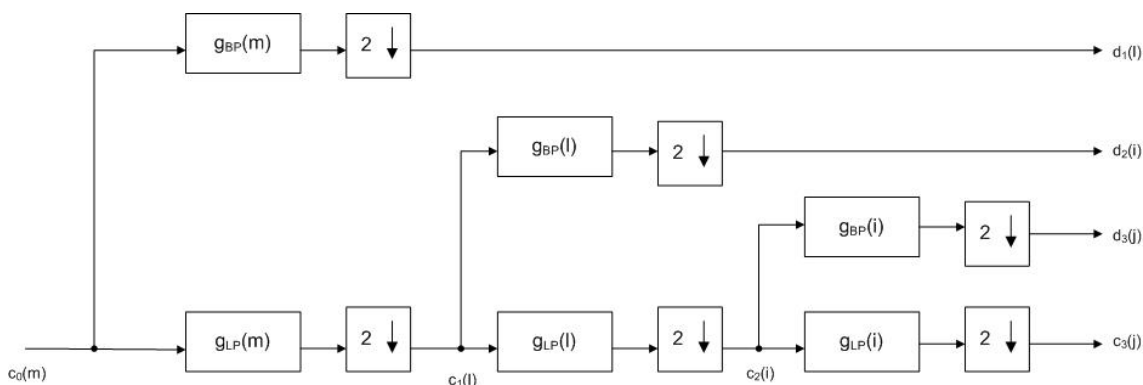 g_BP(m) 2 ↓ d_1(l)
g_BP(l) 2 ↓ d_2(i)
g_BP(i) 2 ↓ d_3(j)
g_LP(m) 2 ↓ g_LP(l) 2 ↓ g_LP(i) 2 ↓ c_3(j)
c_0(m) c_1(l) c_2(i)